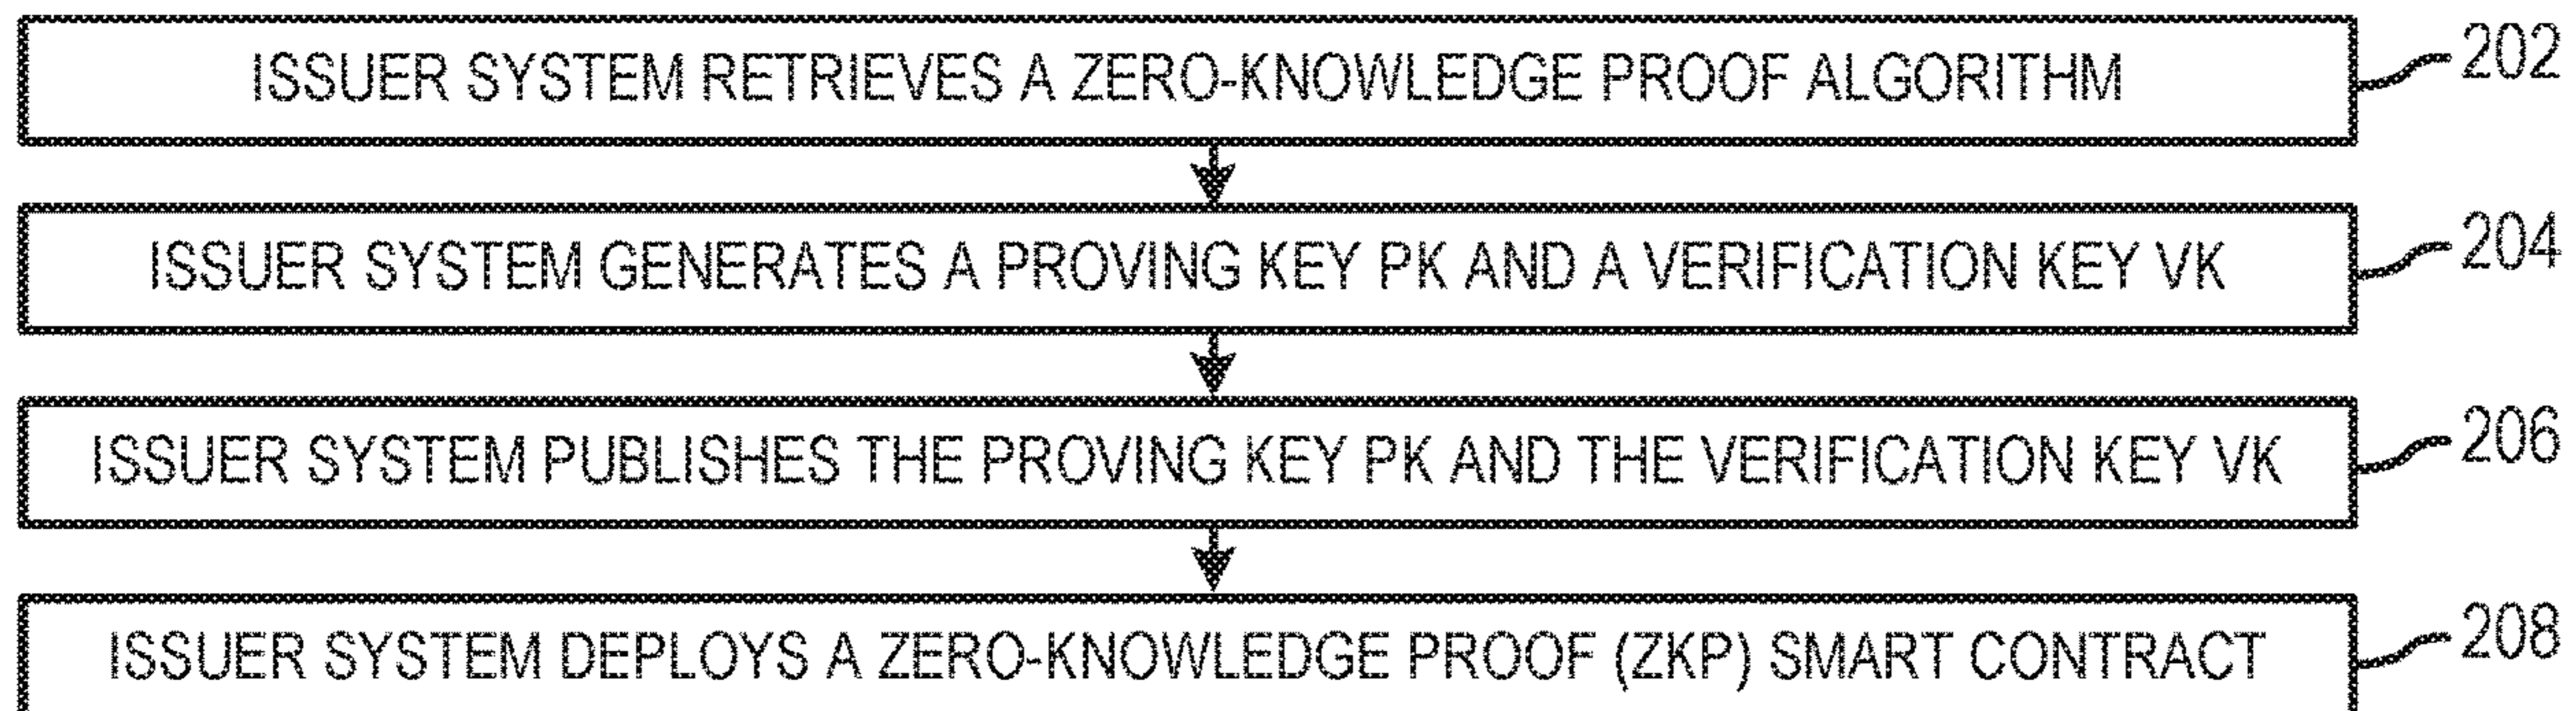 ISSUER SYSTEM RETRIEVES A ZERO-KNOWLEDGE PROOF ALGORITHM 202
ISSUER SYSTEM GENERATES A PROVING KEY PK AND A VERIFICATION KEY VK 204
ISSUER SYSTEM PUBLISHES THE PROVING KEY PK AND THE VERIFICATION KEY VK 206
ISSUER SYSTEM DEPLOYS A ZERO-KNOWLEDGE PROOF (ZKP) SMART CONTRACT 208